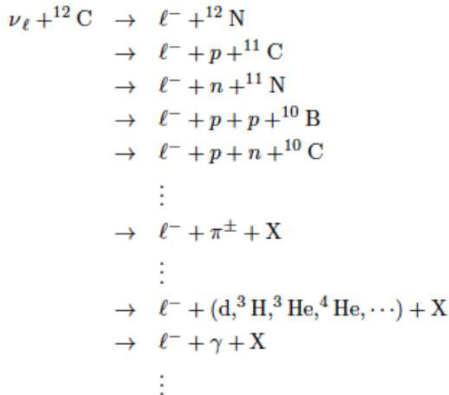 ν_ℓ + ¹²C → ℓ⁻ + ¹²N
→ ℓ⁻ + p + ¹¹C
→ ℓ⁻ + n + ¹¹N
→ ℓ⁻ + p + p + ¹⁰B
→ ℓ⁻ + p + n + ¹⁰C
⋮
→ ℓ⁻ + π^± + X
⋮
→ ℓ⁻ + (d,³H,³He,⁴He,⋯) + X
→ ℓ⁻ + γ + X
⋮